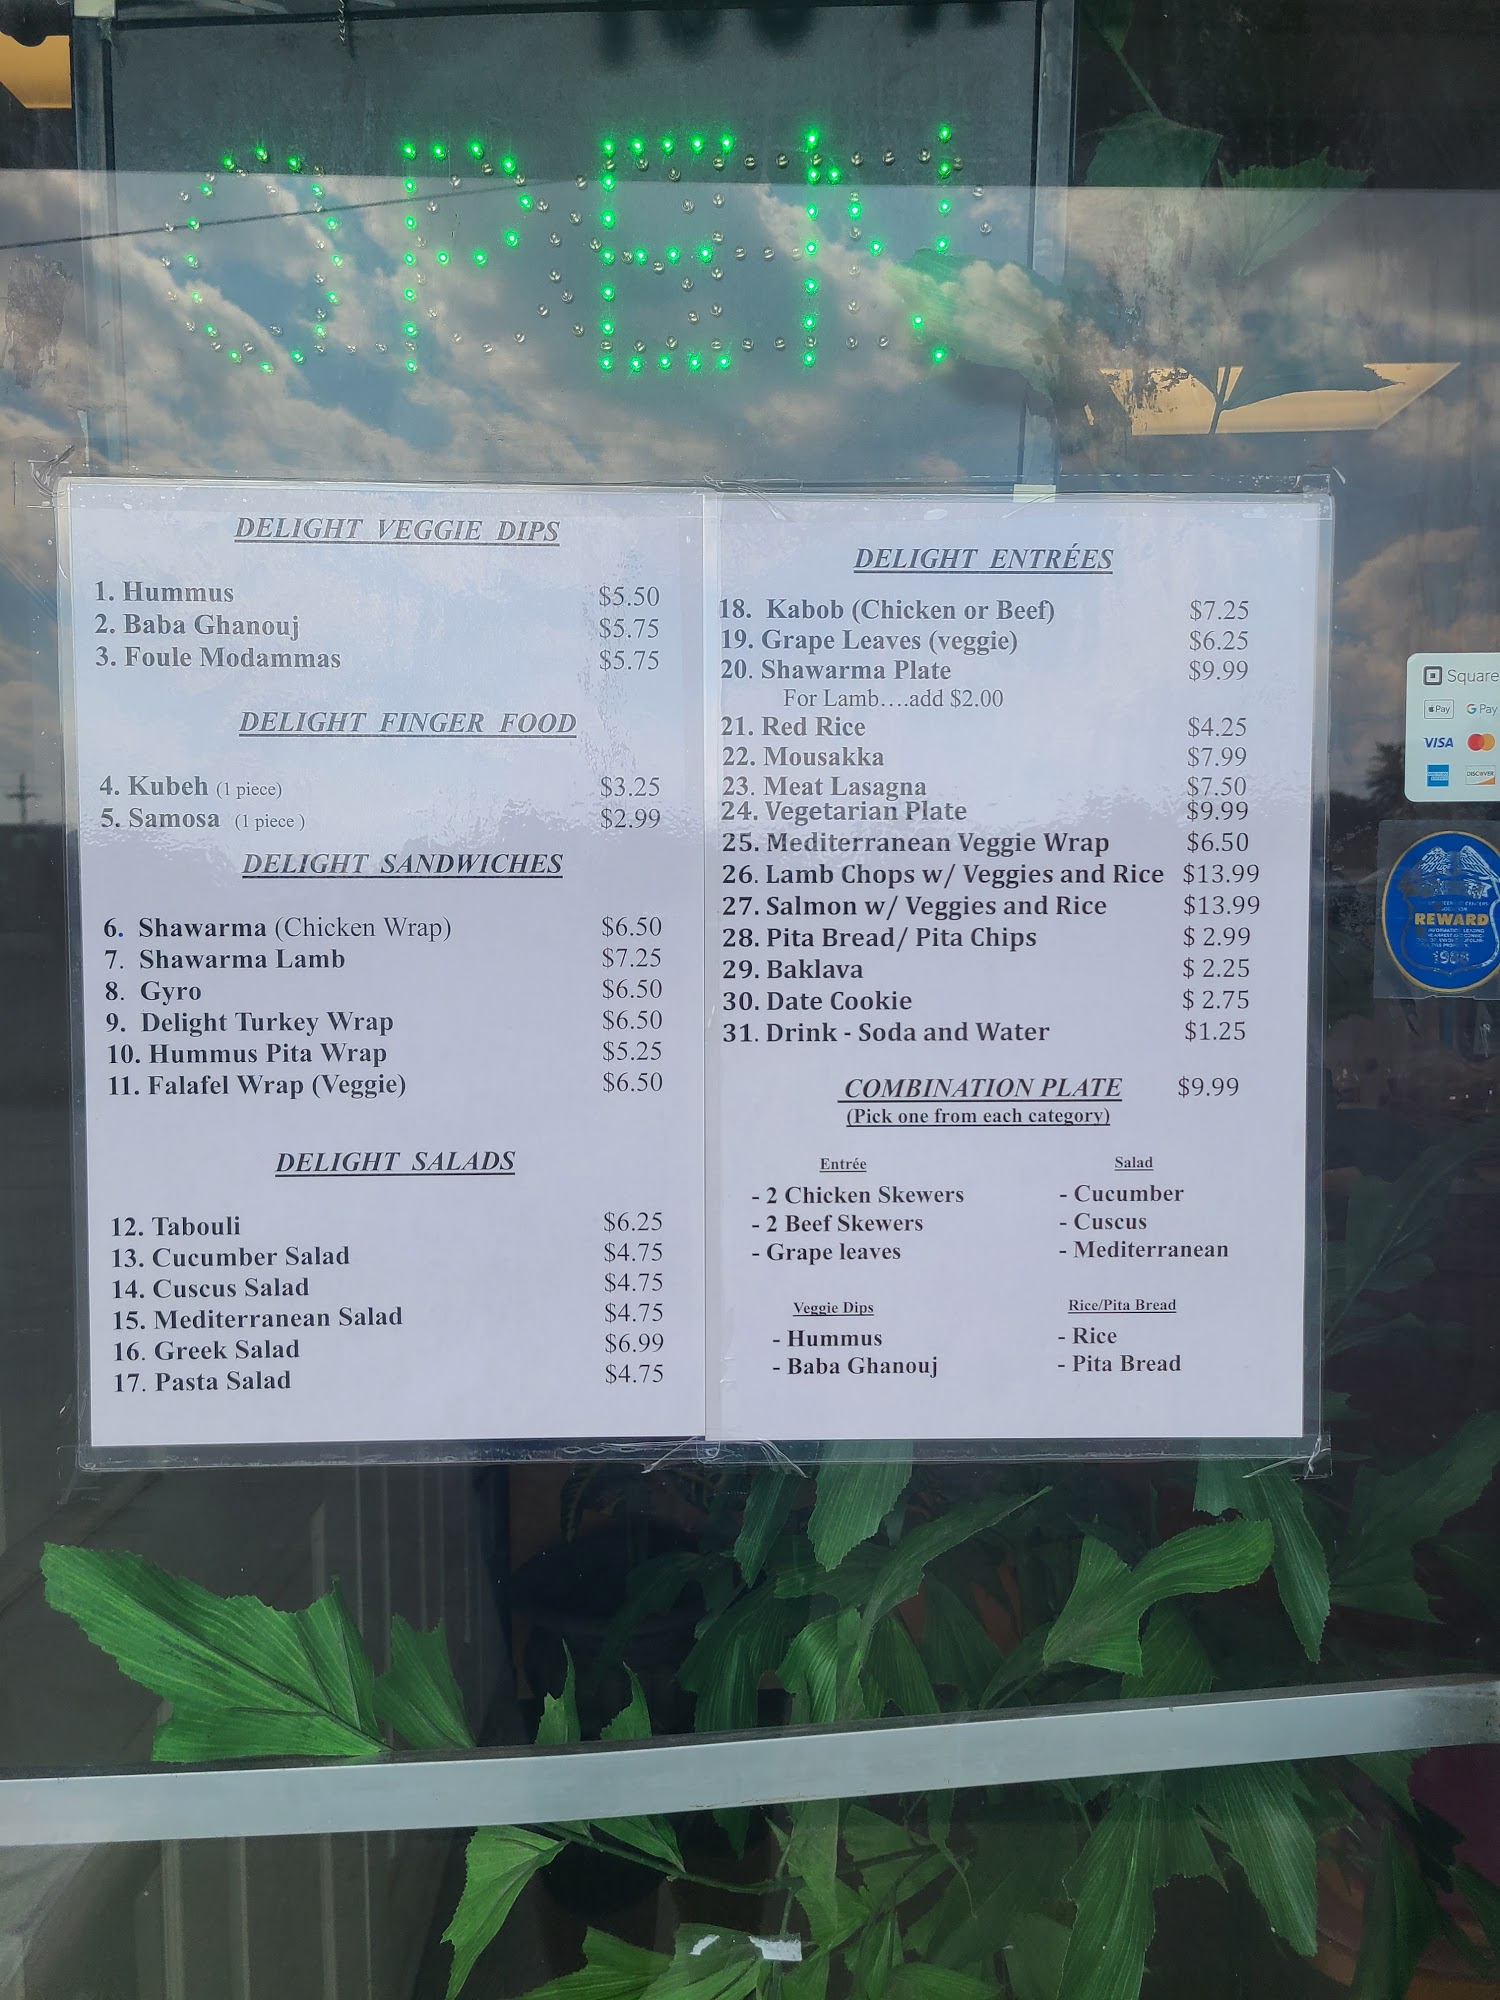 OPEN
DELIGHT VEGGIE DIPS
1. Hummus $5.50
2. Baba Ghanouj $5.75
3. Foule Modammas $5.75
DELIGHT FINGER FOOD
4. Kubeh (1 piece) $3.25
5. Samosa (1 piece ) $2.99
DELIGHT SANDWICHES
6. Shawarma (Chicken Wrap) $6.50
7. Shawarma Lamb $7.25
8. Gyro $6.50
9. Delight Turkey Wrap $6.50
10. Hummus Pita Wrap $5.25
11. Falafel Wrap (Veggie) $6.50
DELIGHT SALADS
12. Tabouli $6.25
13. Cucumber Salad $4.75
14. Cuscus Salad $4.75
15. Mediterranean Salad $4.75
16. Greek Salad $6.99
17. Pasta Salad $4.75
DELIGHT ENTRÉES
18. Kabob (Chicken or Beef) $7.25
19. Grape Leaves (veggie) $6.25
20. Shawarma Plate $9.99
For Lamb....add $2.00
21. Red Rice $4.25
22. Mousakka $7.99
23. Meat Lasagna $7.50
24. Vegetarian Plate $9.99
25. Mediterranean Veggie Wrap $6.50
26. Lamb Chops w/ Veggies and Rice $13.99
27. Salmon w/ Veggies and Rice $13.99
28. Pita Bread/ Pita Chips $ 2.99
29. Baklava $ 2.25
30. Date Cookie $ 2.75
31. Drink - Soda and Water $1.25
COMBINATION PLATE $9.99
(Pick one from each category)
Entrée
- 2 Chicken Skewers
- 2 Beef Skewers
- Grape leaves
Salad
- Cucumber
- Cuscus
- Mediterranean
Veggie Dips
- Hummus
- Baba Ghanouj
Rice/Pita Bread
- Rice
- Pita Bread
Square
Pay G Pay
VISA
DISCOVER
REWARD